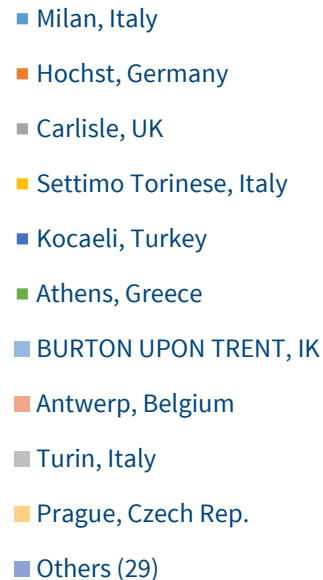 Milan, Italy
Hochst, Germany
Carlisle, UK
Settimo Torinese, Italy
Kocaeli, Turkey
Athens, Greece
BURTON UPON TRENT, IK
Antwerp, Belgium
Turin, Italy
Prague, Czech Rep.
Others (29)